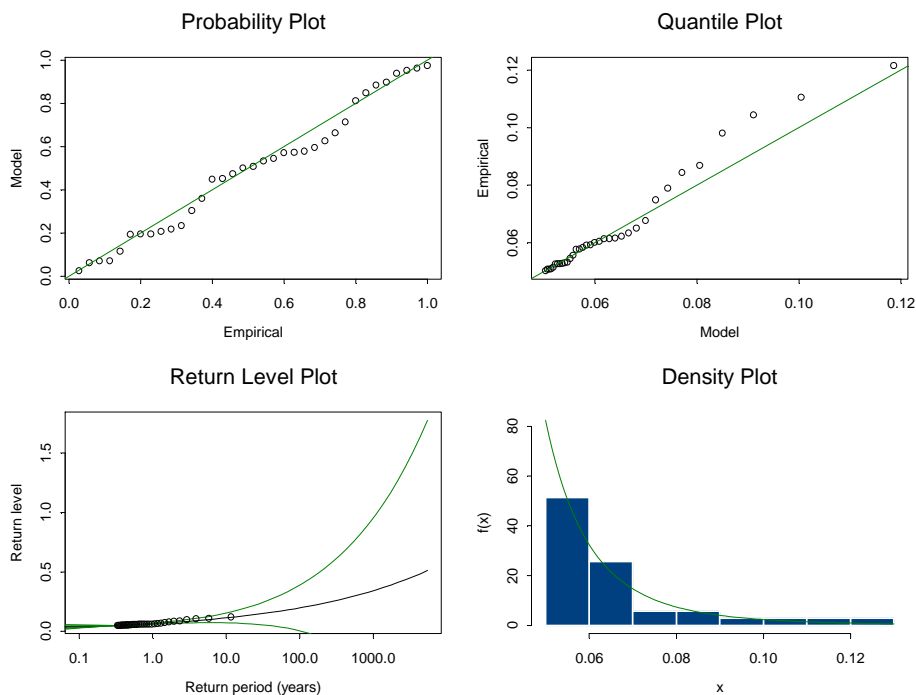 Probability Plot
Model
0.0 0.2 0.4 0.6 0.8 1.0
0.0 0.2 0.4 0.6 0.8 1.0
Empirical
Quantile Plot
Empirical
0.06 0.08 0.10 0.12
0.06 0.08 0.10 0.12
Model
Return Level Plot
Return level
0.0 0.5 1.0 1.5
0.1 1.0 100.0 1000.0
Return period (years)
Density Plot
f(x)
0 20 40 60 80
0.06 0.08 0.10 0.12
x